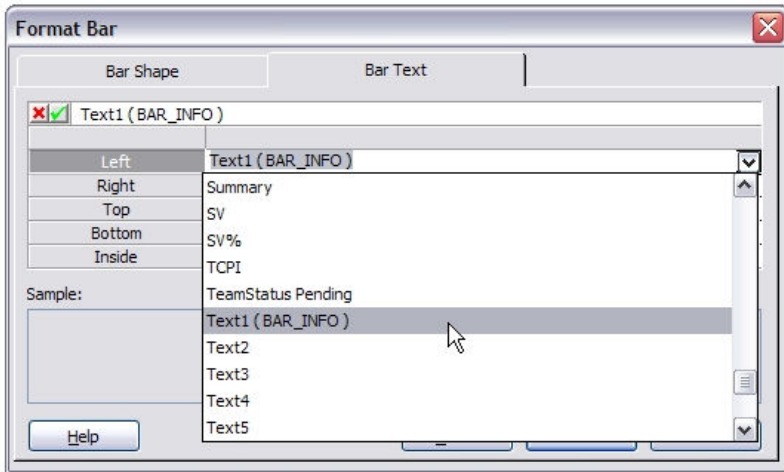 Format Bar
Bar Shape
Bar Text
Text1 ( BAR_INFO )
Left
Text1 ( BAR_INFO )
Right
Top
Bottom
Inside
Summary
SV
SV%
TCPI
TeamStatus Pending
Text1 ( BAR_INFO )
Text2
Text3
Text4
Text5
Sample:
Help